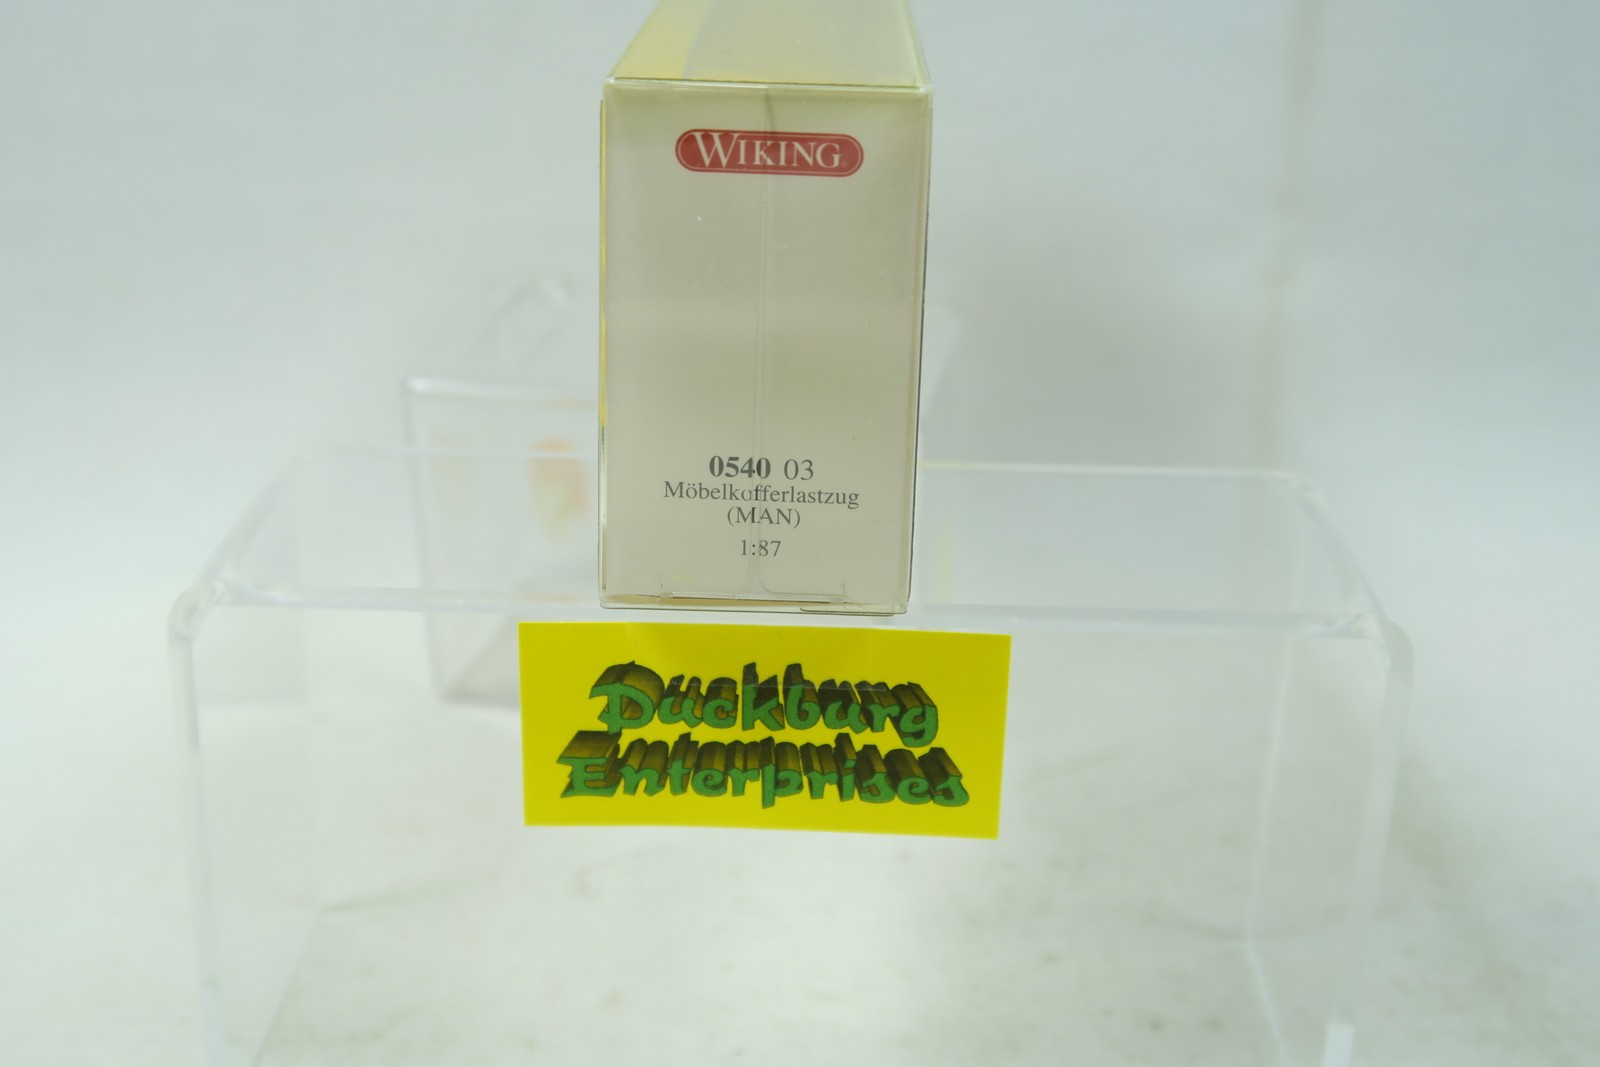 WIKING
0540 03
Möbelkofferlastzug
(MAN)
1:87
Duckburg
Enterprises